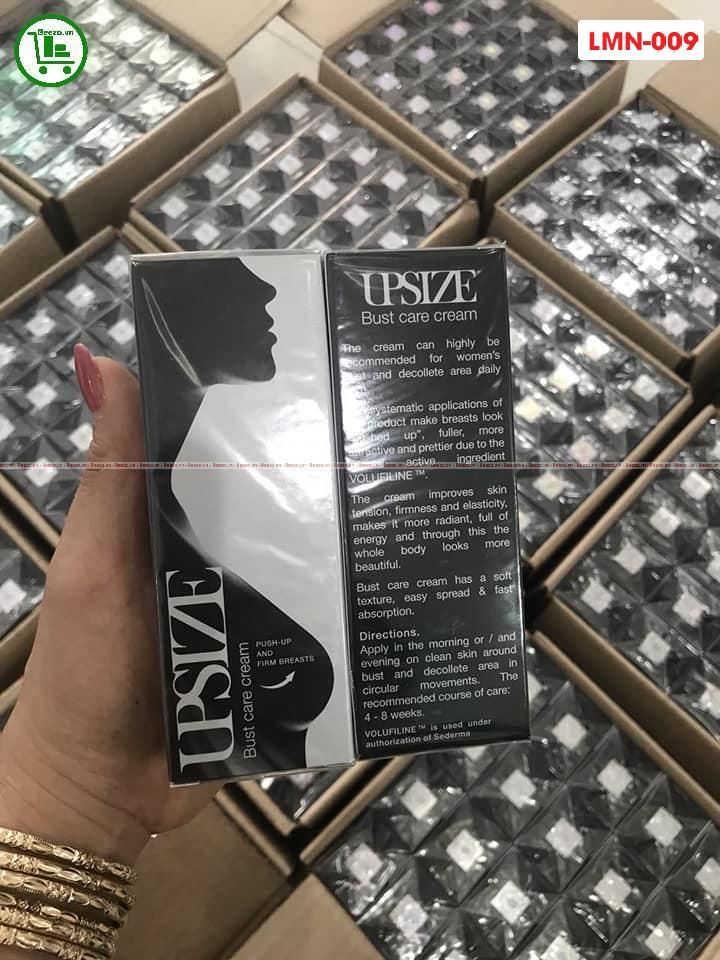 Beezo.vn
LMN-009
UPSIZE
Bust care cream
PUSH-UP
AND
FIRM BREASTS
UPSIZE
Bust care cream
The cream can highly be
recommended for women's
bust and decollete area daily
systematic applications of
product make breasts look
up", fuller, more
attractive and prettier due to the
active ingredient
VOLUFILINE™.
The cream improves skin
tension, firmness and elasticity,
makes it more radiant, full of
energy and through this the
whole body looks more
beautiful.
Bust care cream has a soft
texture, easy spread & fast
absorption.
Directions.
Apply in the morning or / and
evening on clean skin around
bust and decollete area in
circular movements. The
recommended course of care:
4 - 8 weeks.
VOLUFILINE™ is used under
authorization of Sederma